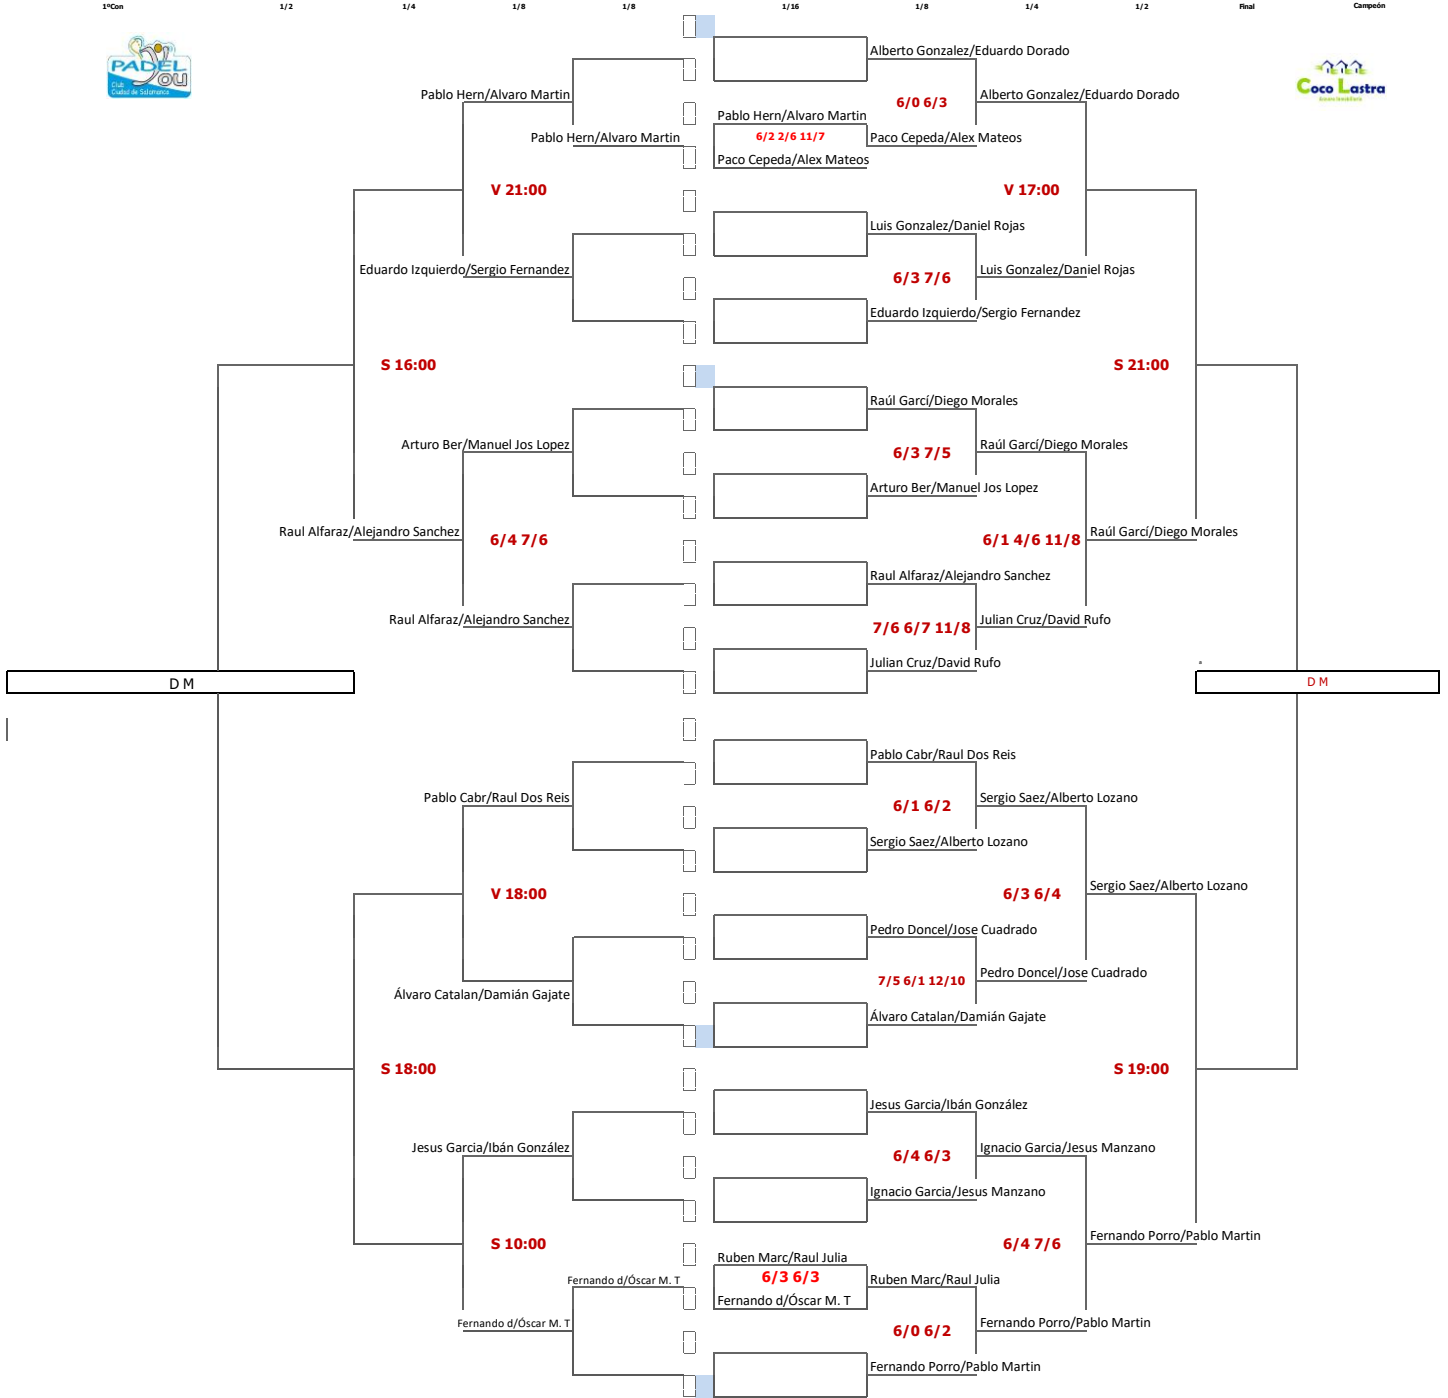 1ºCon 1/2 1/4 1/8 1/8 1/16 1/8 1/4 1/2 Final Campeón
PADEL
YOU
Club
Ciudad de Salamanca
Coco Lastra
Alberto Gonzalez/Eduardo Dorado
Pablo Hern/Alvaro Martin
6/0 6/3
Alberto Gonzalez/Eduardo Dorado
Pablo Hern/Alvaro Martin
Pablo Hern/Alvaro Martin
6/2 2/6 11/7
Paco Cepeda/Alex Mateos
Paco Cepeda/Alex Mateos
V 21:00
V 17:00
Luis Gonzalez/Daniel Rojas
Eduardo Izquierdo/Sergio Fernandez
6/3 7/6
Luis Gonzalez/Daniel Rojas
Eduardo Izquierdo/Sergio Fernandez
S 16:00
S 21:00
Raúl Garcí/Diego Morales
Arturo Ber/Manuel Jos Lopez
6/3 7/5
Raúl Garcí/Diego Morales
Arturo Ber/Manuel Jos Lopez
Raul Alfaraz/Alejandro Sanchez
6/4 7/6
6/1 4/6 11/8
Raúl Garcí/Diego Morales
Raul Alfaraz/Alejandro Sanchez
Raul Alfaraz/Alejandro Sanchez
7/6 6/7 11/8
Julian Cruz/David Rufo
Julian Cruz/David Rufo
D M
D M
Pablo Cabr/Raul Dos Reis
Pablo Cabr/Raul Dos Reis
6/1 6/2
Sergio Saez/Alberto Lozano
Sergio Saez/Alberto Lozano
V 18:00
6/3 6/4
Sergio Saez/Alberto Lozano
Pedro Doncel/Jose Cuadrado
Álvaro Catalan/Damián Gajate
7/5 6/1 12/10
Pedro Doncel/Jose Cuadrado
Álvaro Catalan/Damián Gajate
S 18:00
S 19:00
Jesus Garcia/Ibán González
Jesus Garcia/Ibán González
6/4 6/3
Ignacio Garcia/Jesus Manzano
Ignacio Garcia/Jesus Manzano
S 10:00
6/4 7/6
Fernando Porro/Pablo Martin
Ruben Marc/Raul Julia
Fernando d/Óscar M. T
6/3 6/3
Ruben Marc/Raul Julia
Fernando d/Óscar M. T
Fernando d/Óscar M. T
6/0 6/2
Fernando Porro/Pablo Martin
Fernando Porro/Pablo Martin